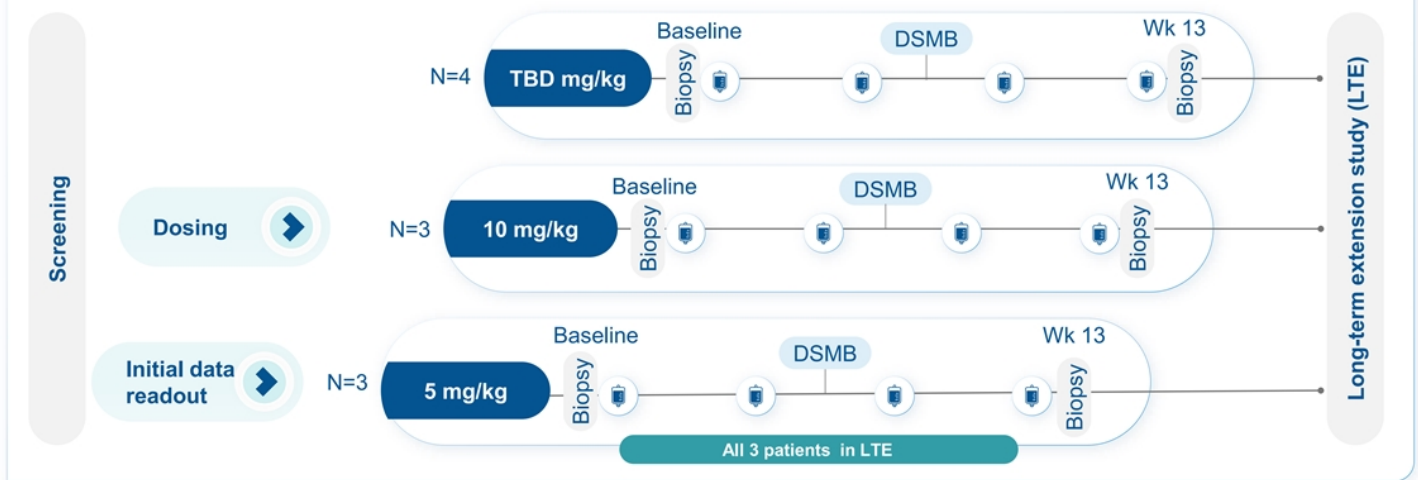 Screening
Baseline
Wk 13
DSMB
N=4
TBD mg/kg
Biopsy
Biopsy
Dosing
Baseline
Wk 13
DSMB
N=3
10 mg/kg
Biopsy
Biopsy
Initial data
readout
Baseline
Wk 13
DSMB
N=3
5 mg/kg
Biopsy
Biopsy
All 3 patients in LTE
Long-term extension study (LTE)